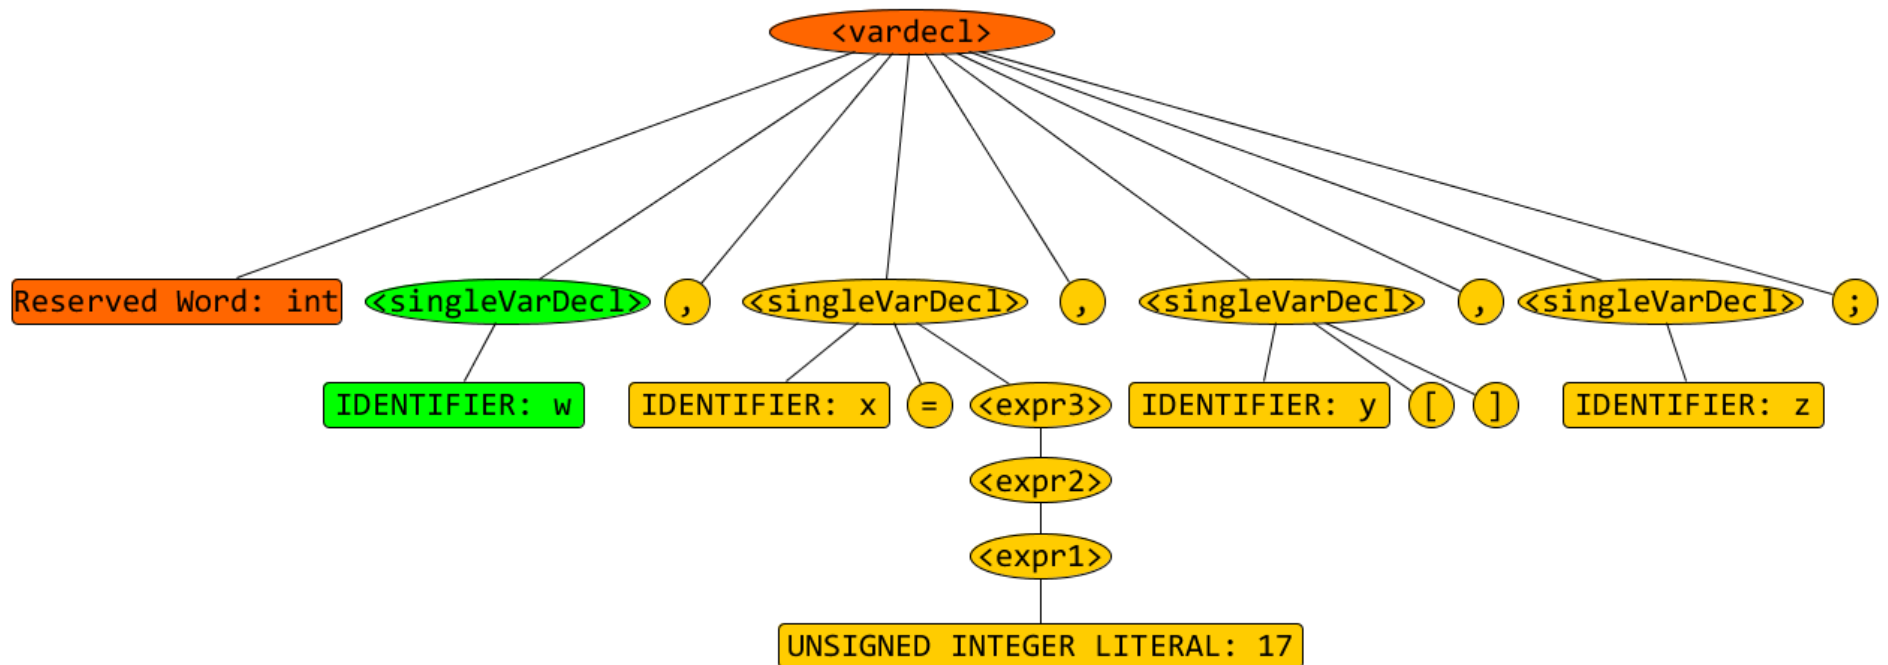 <vardecl>
Reserved Word: int <singleVarDecl> , <singleVarDecl> , <singleVarDecl> , <singleVarDecl> ;
IDENTIFIER: w IDENTIFIER: x = <expr3> IDENTIFIER: y [ ] IDENTIFIER: z
<expr2>
<expr1>
UNSIGNED INTEGER LITERAL: 17